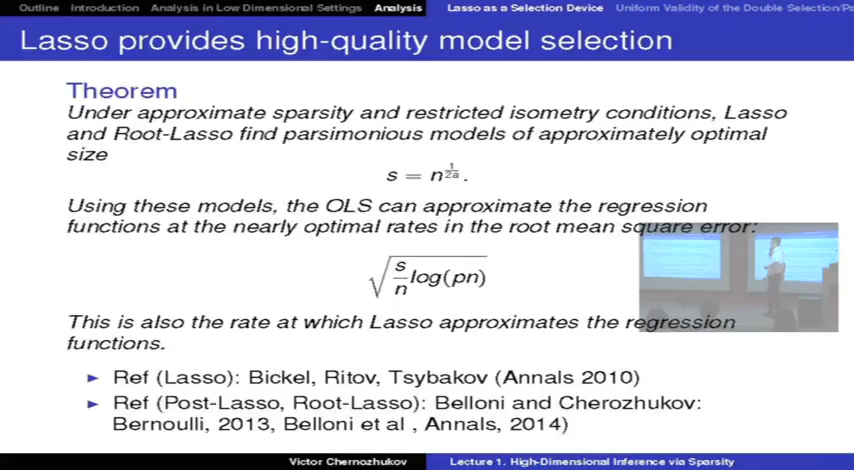 Outline Introduction Analysis in Low Dimensional Settings Analysis Lasso as a Selection Device Uniform Validity of the Double Selection/Pa
Lasso provides high-quality model selection
Theorem
Under approximate sparsity and restricted isometry conditions, Lasso
and Root-Lasso find parsimonious models of approximately optimal
size
s = n^{\frac{1}{2a}}.
Using these models, the OLS can approximate the regression
functions at the nearly optimal rates in the root mean square error:
\sqrt{\frac{s}{n} log(pn)}
This is also the rate at which Lasso approximates the regression
functions.
► Ref (Lasso): Bickel, Ritov, Tsybakov (Annals 2010)
► Ref (Post-Lasso, Root-Lasso): Belloni and Cherozhukov:
Bernoulli, 2013, Belloni et al , Annals, 2014)
Victor Chernozhukov Lecture 1. High-Dimensional Inference via Sparsity